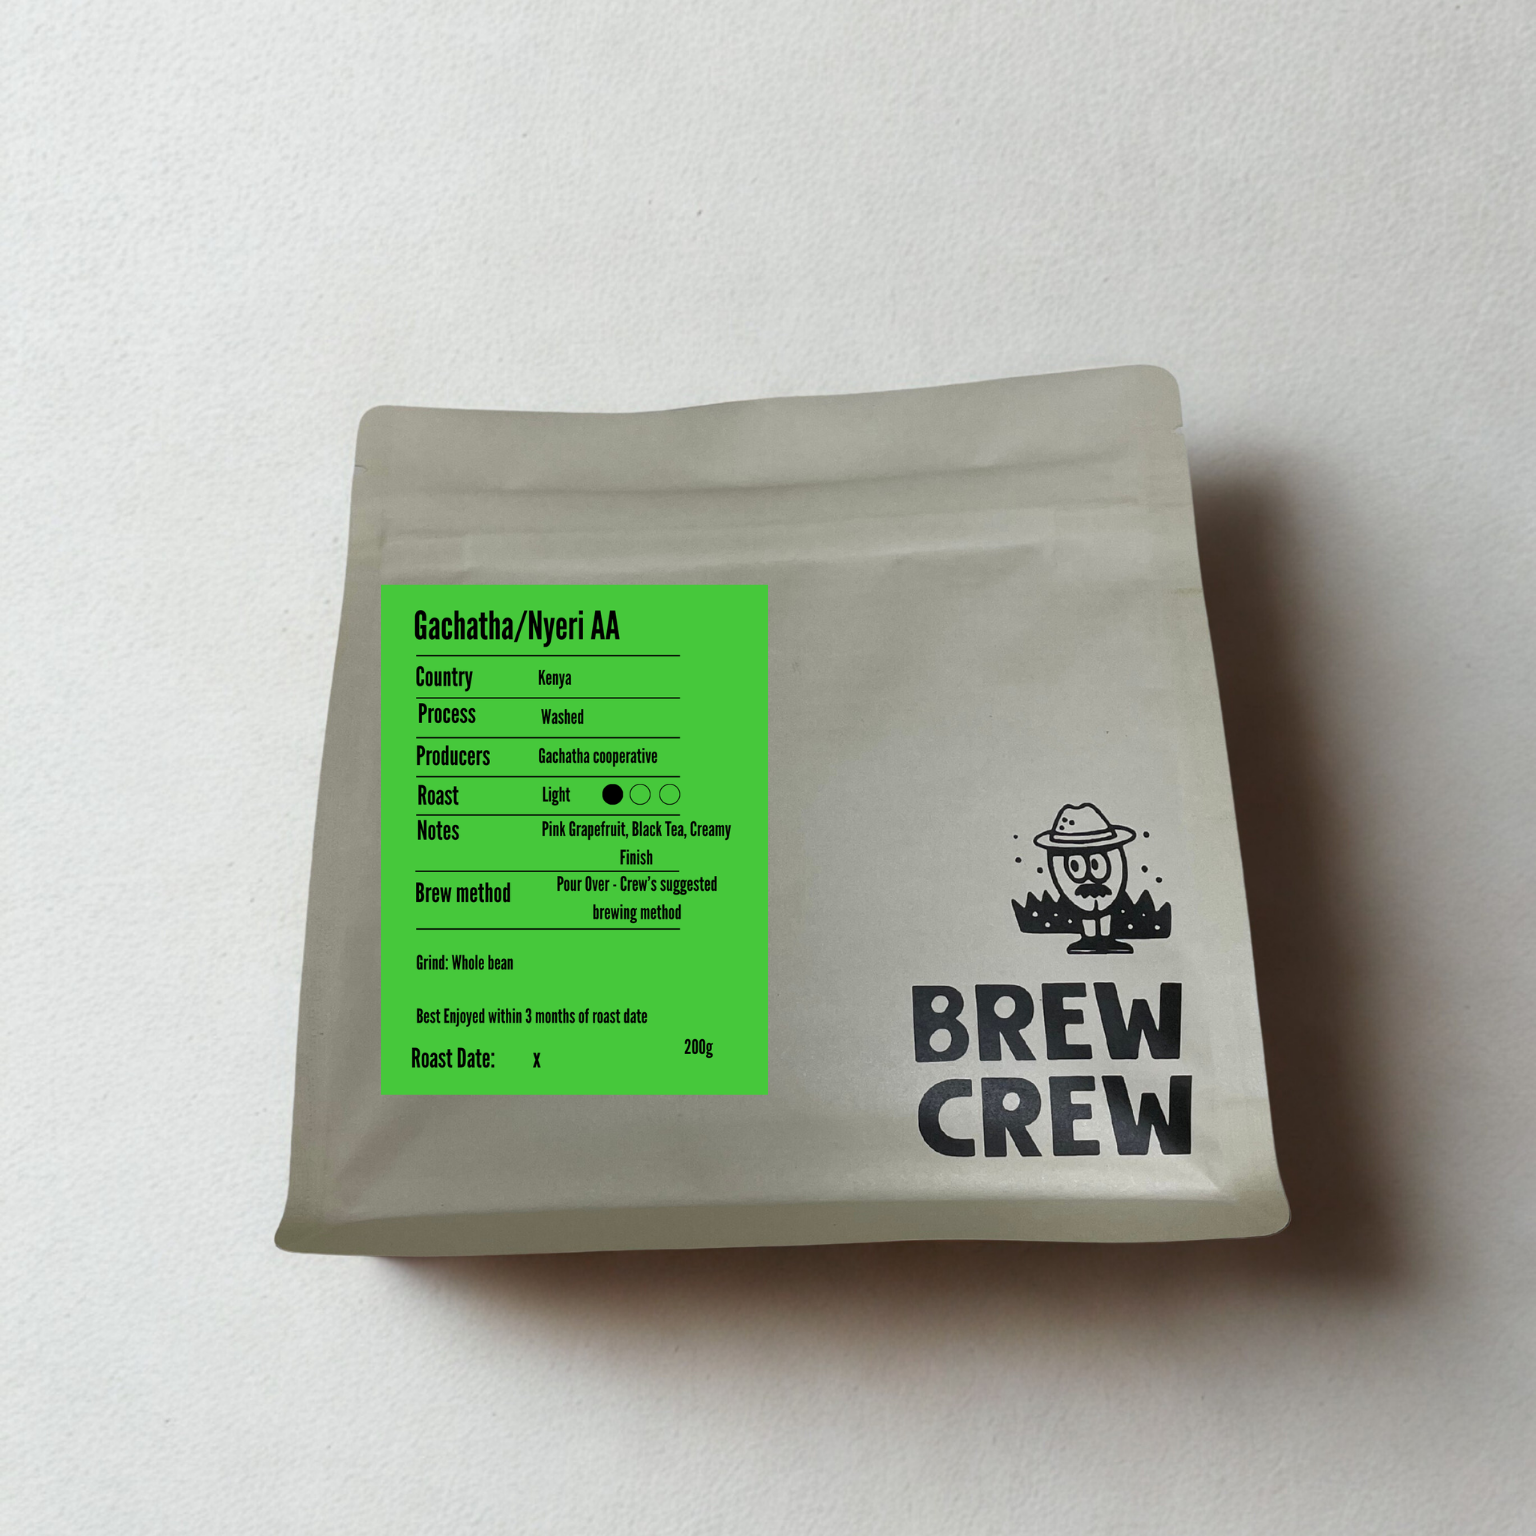 Gachatha/Nyeri AA
Country Kenya
Process Washed
Producers Gachatha cooperative
Roast Light
Notes Pink Grapefruit, Black Tea, Creamy
Finish
Brew method Pour Over - Crew's suggested
brewing method
Grind: Whole bean
Best Enjoyed within 3 months of roast date
200g
Roast Date: x
BREW
CREW